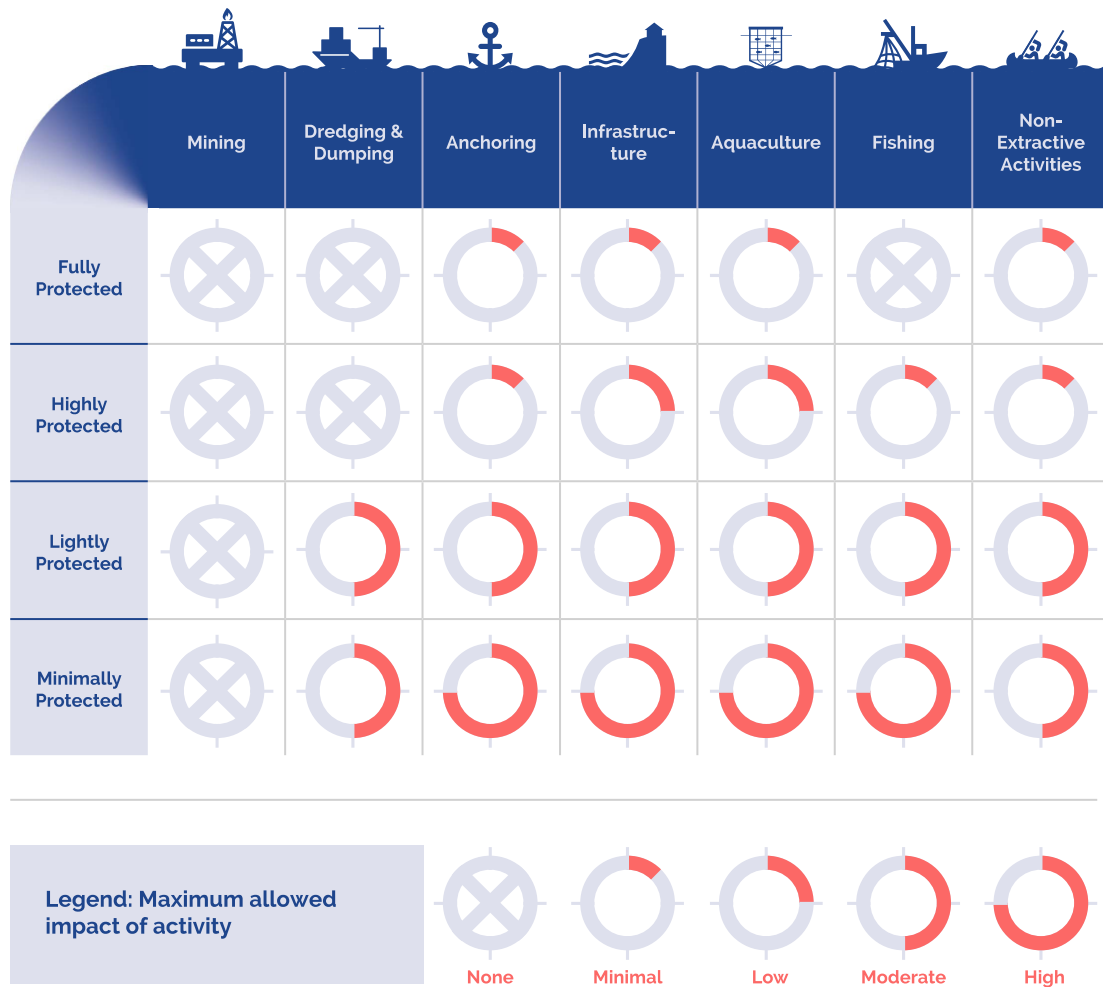 Mining
Dredging &
Dumping
Anchoring
Infrastruc-
ture
Aquaculture
Fishing
Non-
Extractive
Activities
Fully
Protected
Highly
Protected
Lightly
Protected
Minimally
Protected
Legend: Maximum allowed
impact of activity
None
Minimal
Low
Moderate
High